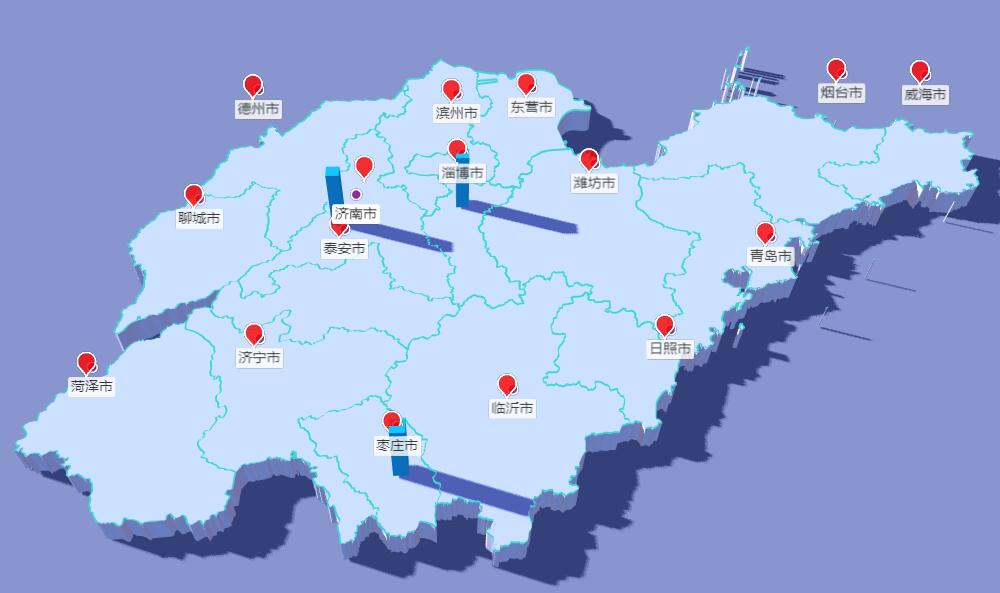 德州市
滨州市
东营市
烟台市
威海市
淄博市
潍坊市
聊城市
济南市
泰安市
青岛市
济宁市
日照市
菏泽市
临沂市
枣庄市